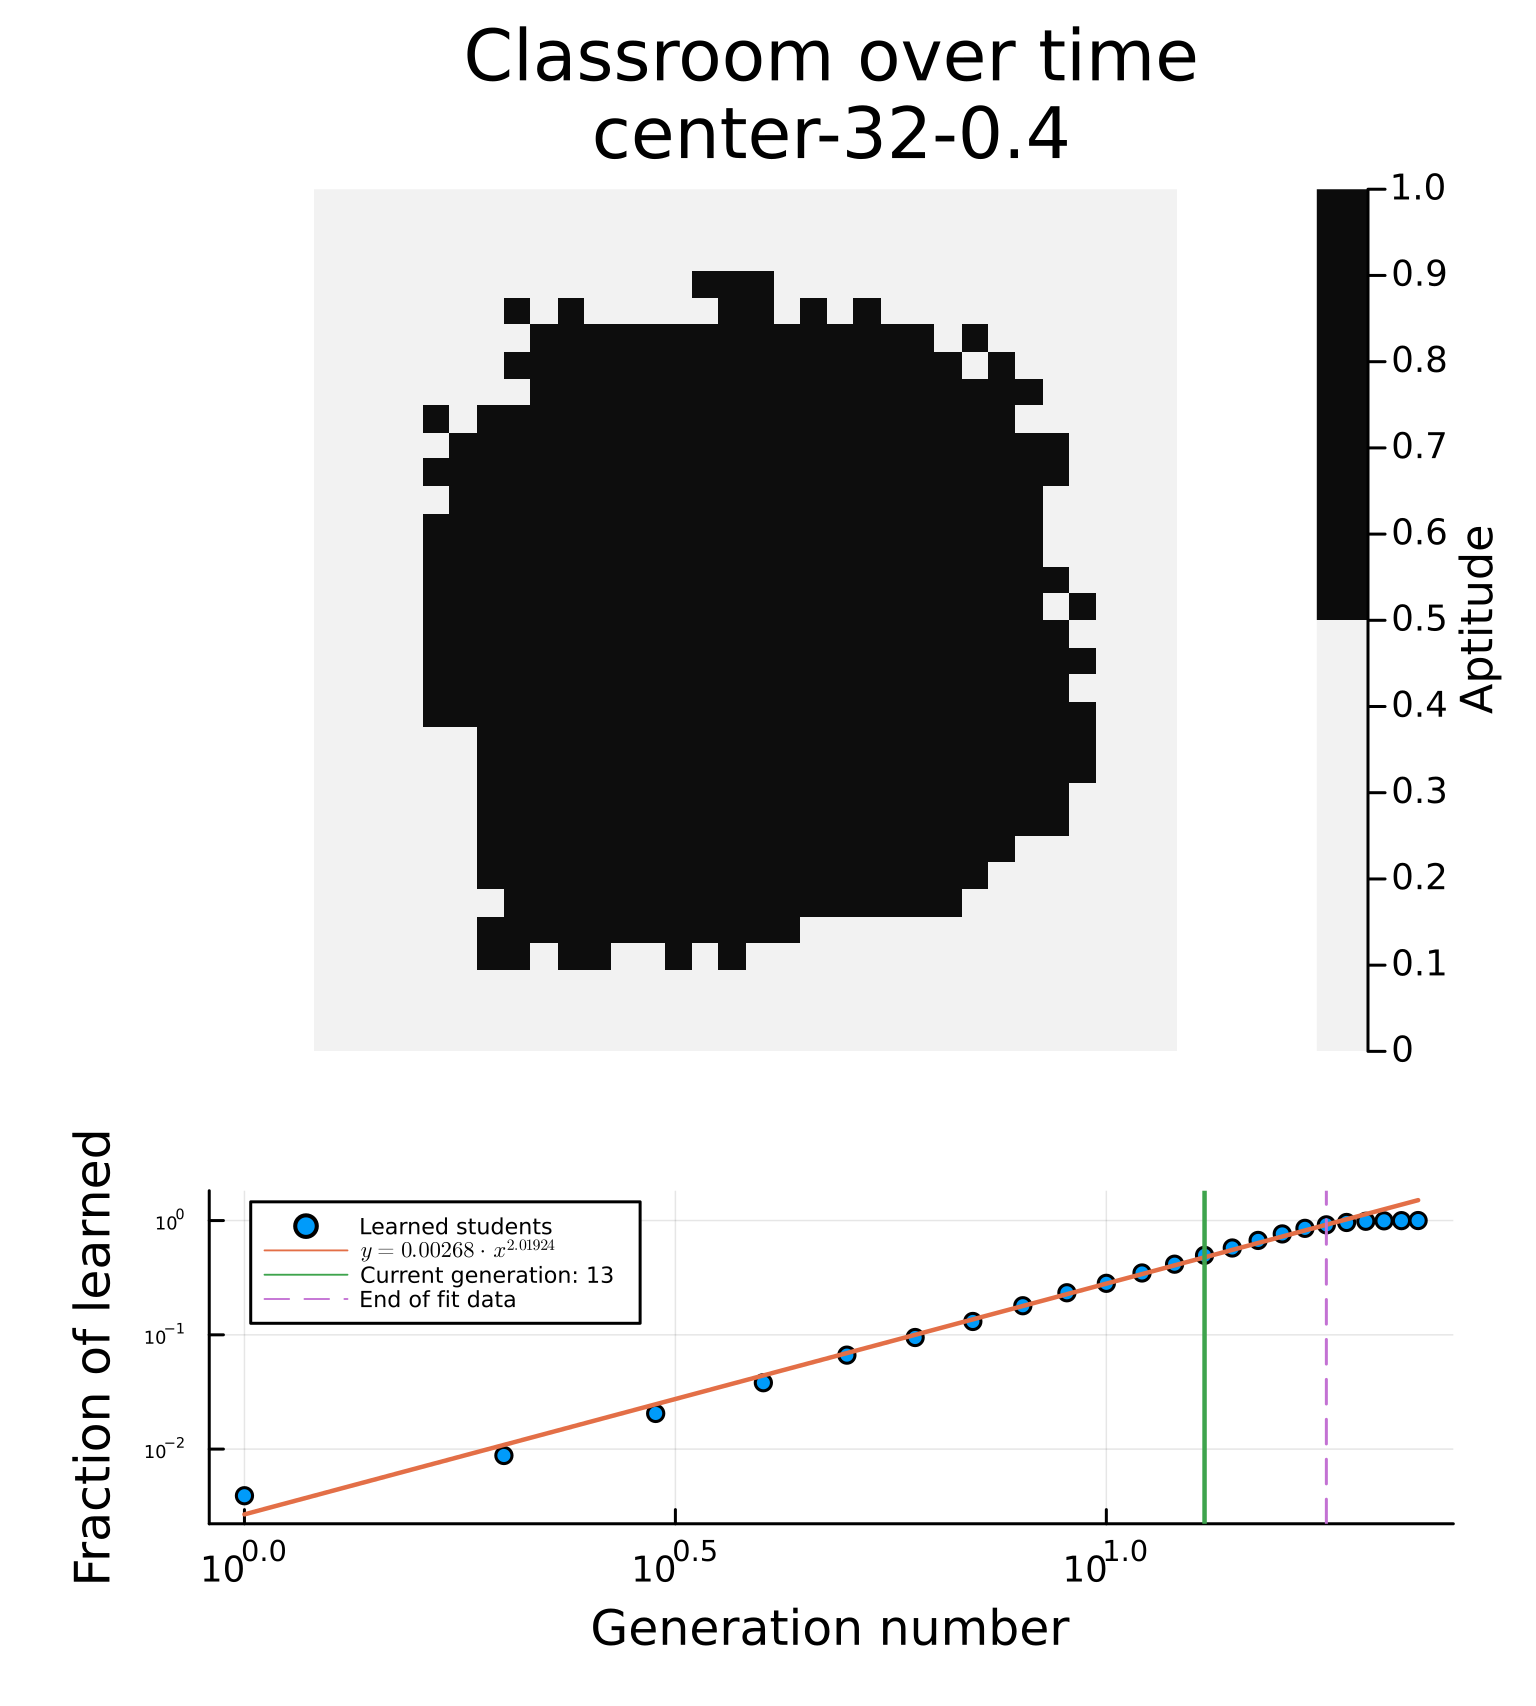 Classroom over time
center-32-0.4
1.0
0.9
0.8
0.7
0.6
0.5
0.4
0.3
0.2
0.1
0
Aptitude
Fraction of learned
10⁰
10⁻¹
10⁻²
Learned students
y = 0.00268 · x^2.01924
Current generation: 13
End of fit data
10^0.0
10^0.5
10^1.0
Generation number